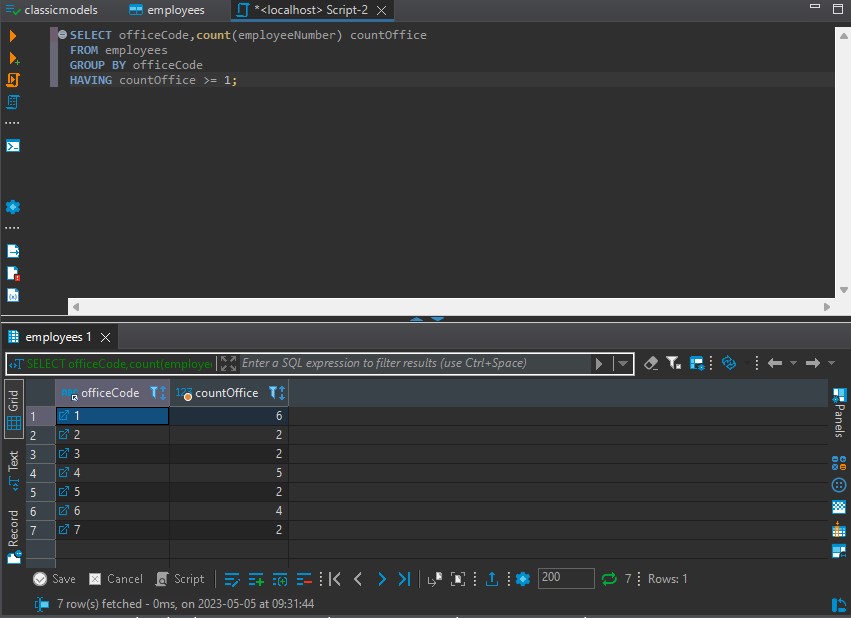 classicmodels employees *<localhost> Script-2
SELECT officeCode,count(employeeNumber) countOffice
FROM employees
GROUP BY officeCode
HAVING countOffice >= 1;
employees 1
SELECT officeCode,count(employee Enter a SQL expression to filter results (use Ctrl+Space)
Grid
Text
Record
Panels
officeCode 123 countOffice
1 1 6
2 2 2
3 3 2
4 4 5
5 5 2
6 6 4
7 7 2
Save Cancel Script 200 7 Rows: 1
7 row(s) fetched - 0ms, on 2023-05-05 at 09:31:44